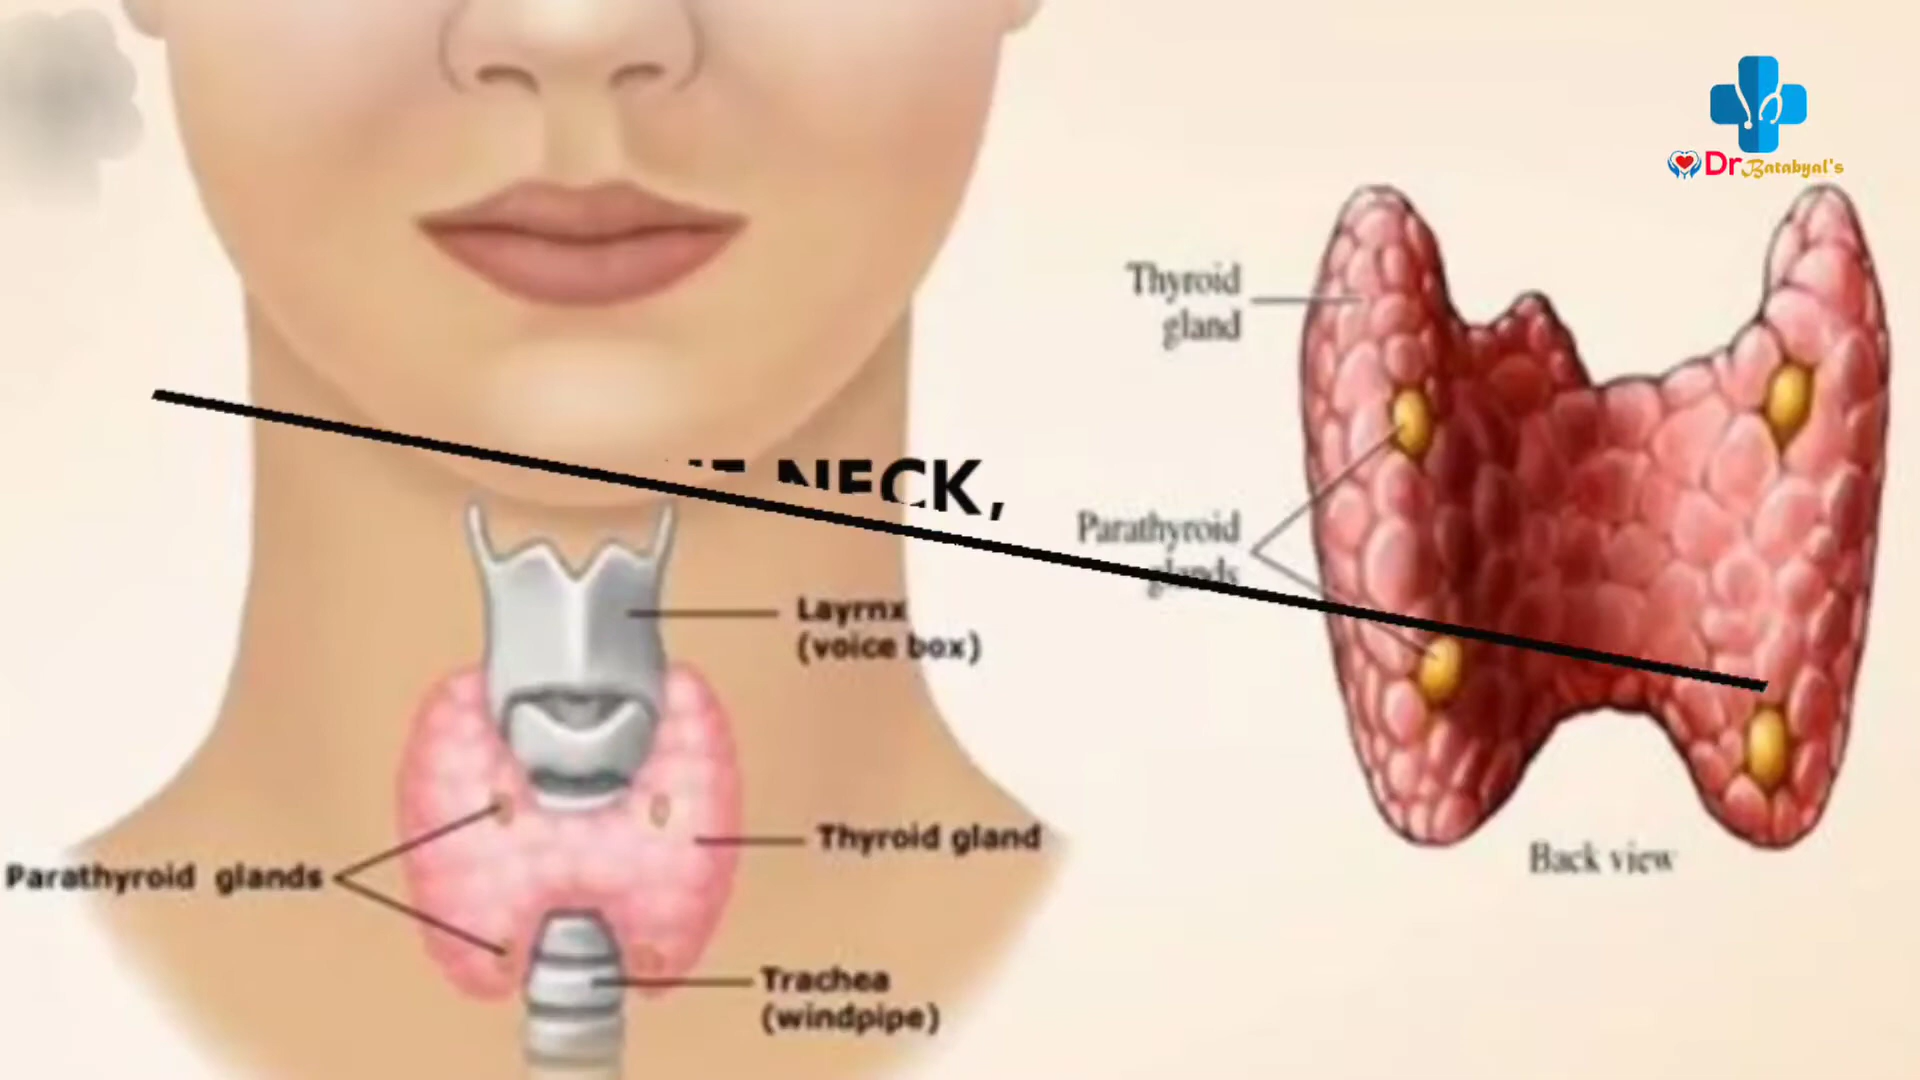 Dr. Batabyal's
Thyroid
gland
NECK,
Parathyroid
glands
Layrnx
(voice box)
Thyroid gland
Parathyroid glands
Back view
Trachea
(windpipe)